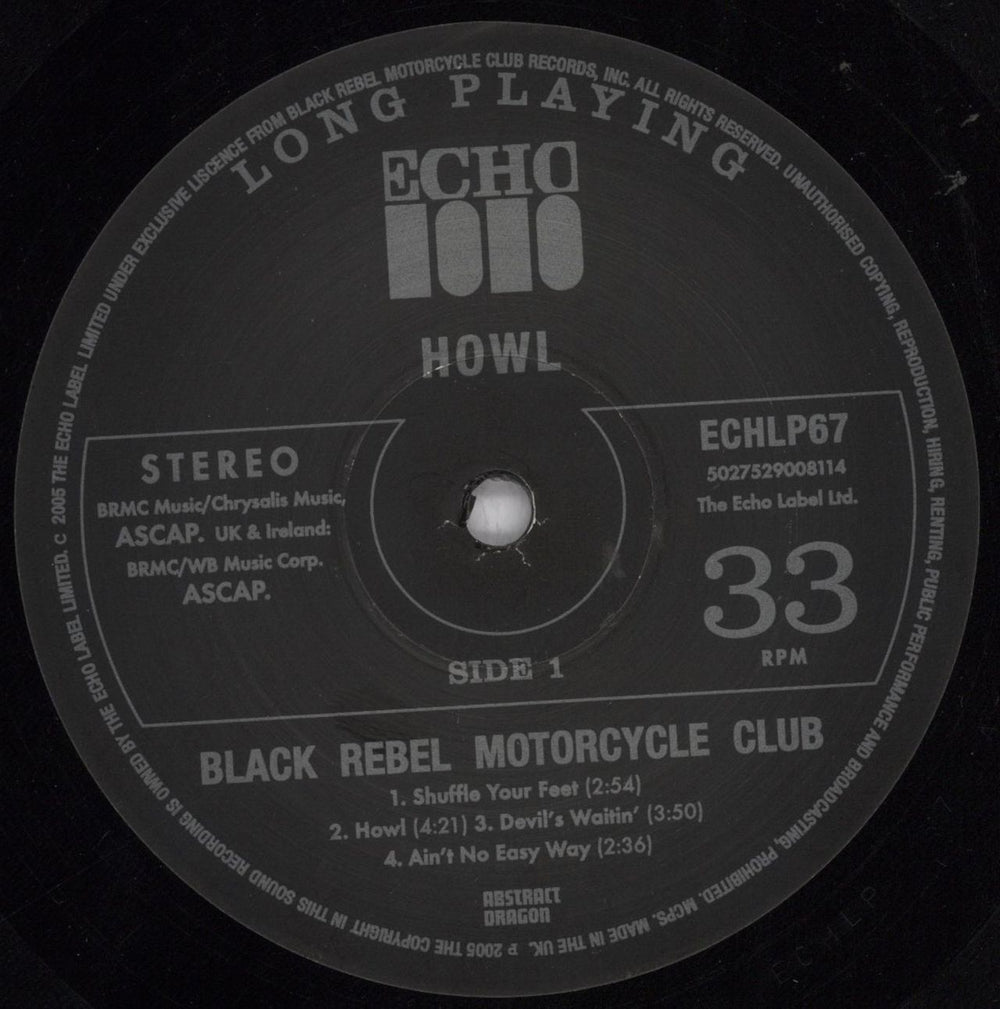 C 2005 THE ECHO LABEL LIMITED UNDER EXCLUSIVE LISCENCE FROM BLACK REBEL MOTORCYCLE CLUB RECORDS, INC. ALL RIGHTS RESERVED. UNAUTHORISED COPYING, REPRODUCTION, HIRING, RENTING, PUBLIC PERFORMANCE AND BROADCASTING, PROHIBITED. MCPS. MADE IN THE UK. P 2005 THE COPYRIGHT IN THIS SOUND RECORDING IS OWNED BY THE ECHO LABEL LIMITED.
LONG PLAYING
ECHO
HOWL
STEREO
BRMC Music/Chrysalis Music,
ASCAP. UK & Ireland:
BRMC/WB Music Corp.
ASCAP.
ECHLP67
5027529008114
The Echo Label Ltd.
33
RPM
SIDE 1
BLACK REBEL MOTORCYCLE CLUB
1. Shuffle Your Feet (2:54)
2. Howl (4:21) 3. Devil's Waitin' (3:50)
4. Ain't No Easy Way (2:36)
ABSTRACT
DRAGON
ECHLP